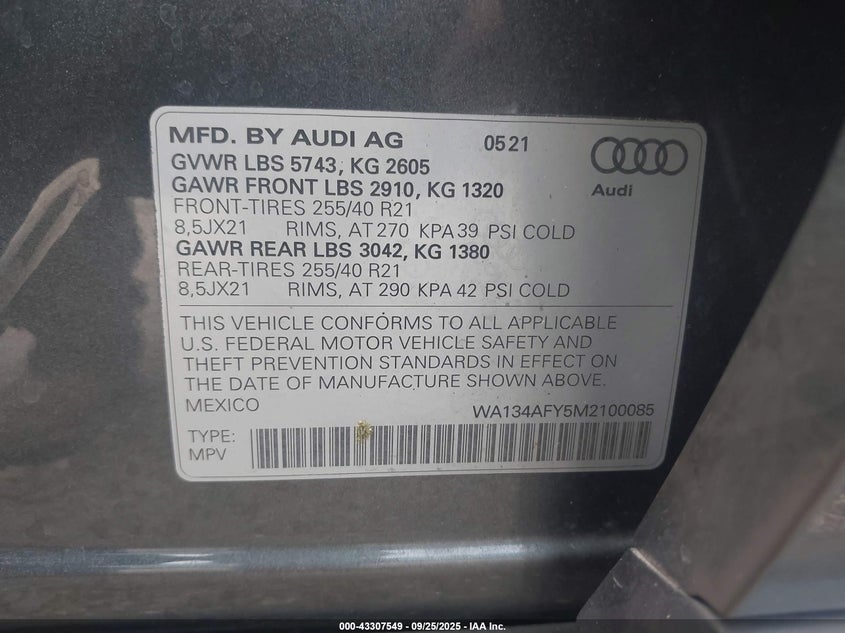 MFD. BY AUDI AG 0521
Audi
GVWR LBS 5743, KG 2605
GAWR FRONT LBS 2910, KG 1320
FRONT-TIRES 255/40 R21
8,5JX21 RIMS, AT 270 KPA 39 PSI COLD
GAWR REAR LBS 3042, KG 1380
REAR-TIRES 255/40 R21
8,5JX21 RIMS, AT 290 KPA 42 PSI COLD
THIS VEHICLE CONFORMS TO ALL APPLICABLE
U.S. FEDERAL MOTOR VEHICLE SAFETY AND
THEFT PREVENTION STANDARDS IN EFFECT ON
THE DATE OF MANUFACTURE SHOWN ABOVE.
MEXICO WA134AFY5M2100085
TYPE:
MPV
000-43307549 - 09/25/2025 - IAA Inc.